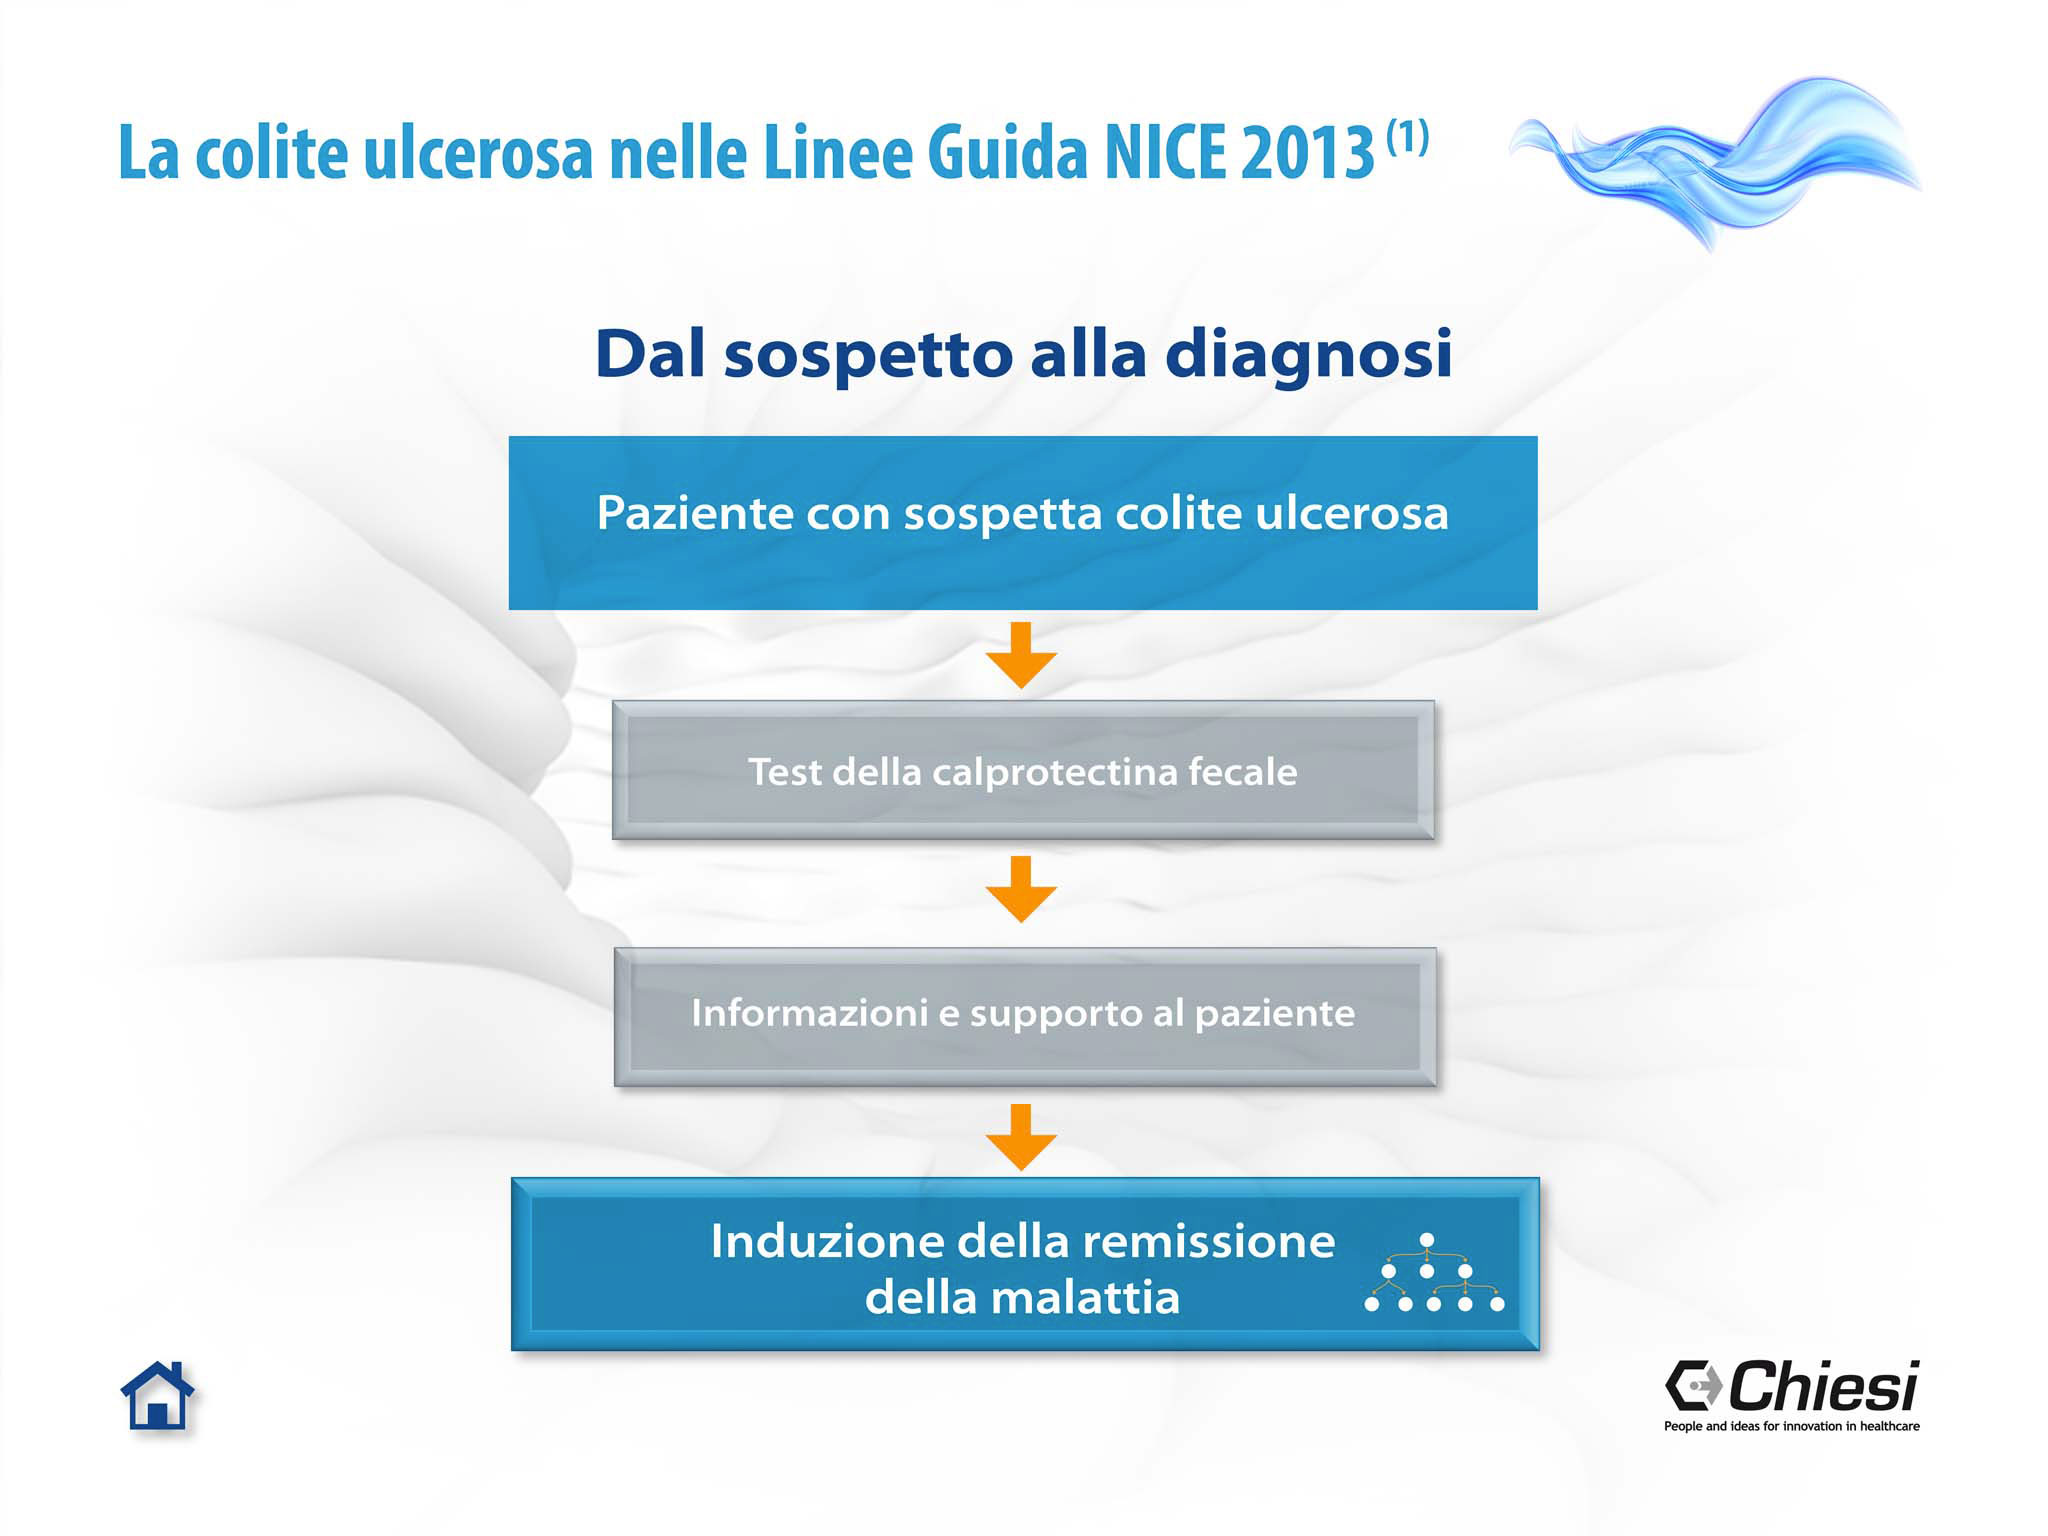 La colite ulcerosa nelle Linee Guida NICE 2013 (1)
Dal sospetto alla diagnosi
Paziente con sospetta colite ulcerosa
Test della calprotectina fecale
Informazioni e supporto al paziente
Induzione della remissione
della malattia
Chiesi
People and ideas for innovation in healthcare